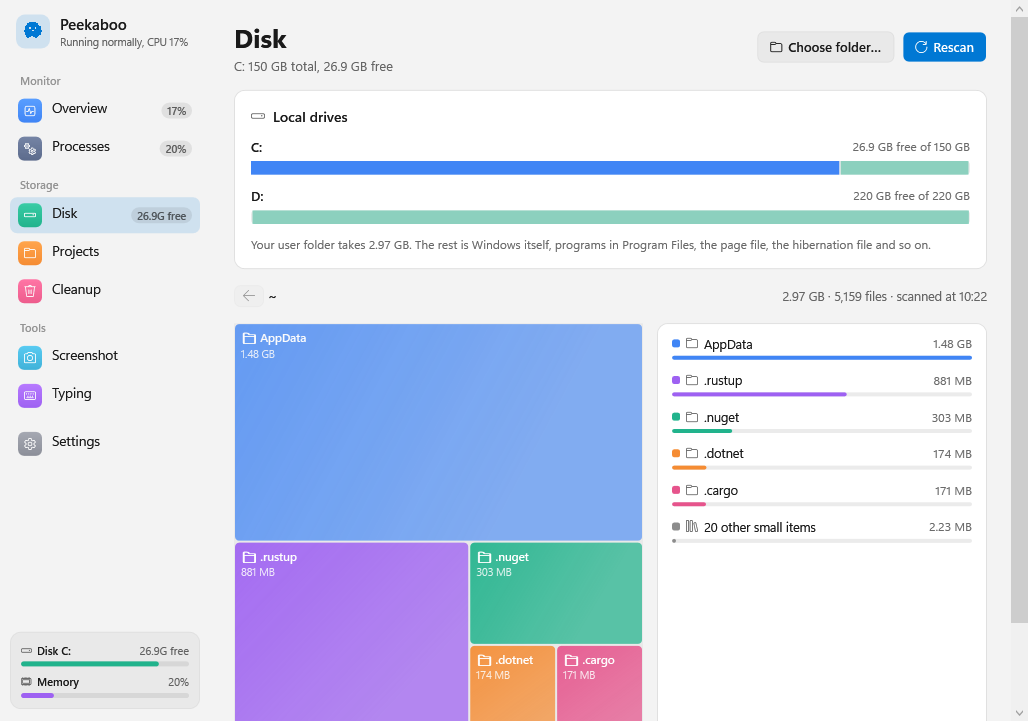 Peekaboo
Running normally, CPU 17%
Monitor
Overview 17%
Processes 20%
Storage
Disk 26.9G free
Projects
Cleanup
Tools
Screenshot
Typing
Settings
Disk C: 26.9G free
Memory 20%
Disk
C: 150 GB total, 26.9 GB free
Choose folder...
Rescan
Local drives
C: 26.9 GB free of 150 GB
D: 220 GB free of 220 GB
Your user folder takes 2.97 GB. The rest is Windows itself, programs in Program Files, the page file, the hibernation file and so on.
~ 2.97 GB · 5,159 files · scanned at 10:22
AppData
1.48 GB
.rustup
881 MB
.nuget
303 MB
.dotnet
174 MB
.cargo
171 MB
AppData 1.48 GB
.rustup 881 MB
.nuget 303 MB
.dotnet 174 MB
.cargo 171 MB
20 other small items 2.23 MB